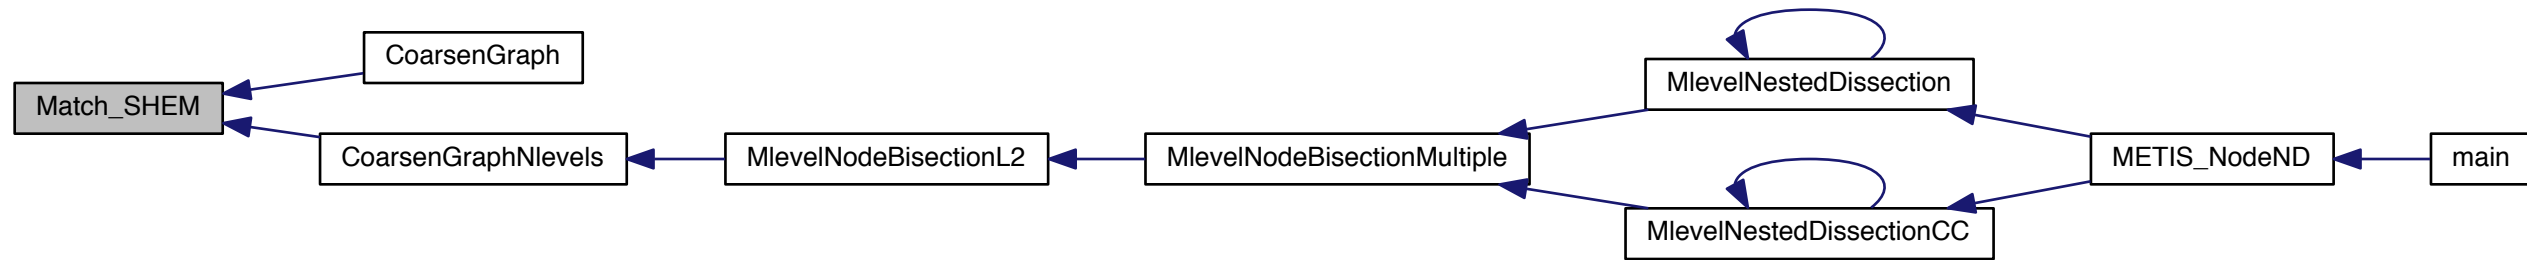 Match_SHEM
CoarsenGraph
CoarsenGraphNlevels
MlevelNodeBisectionL2
MlevelNodeBisectionMultiple
MlevelNestedDissection
MlevelNestedDissectionCC
METIS_NodeND
main